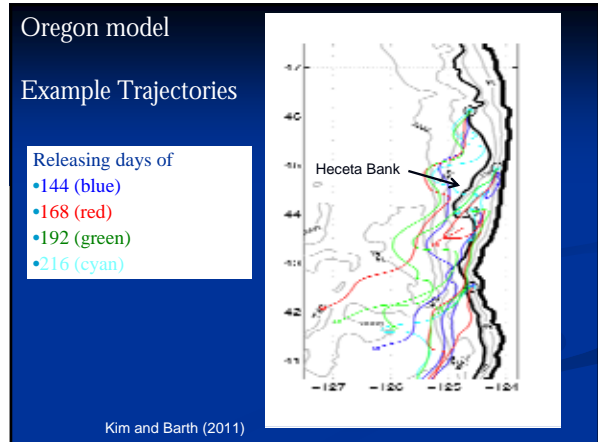 Oregon model
Example Trajectories
Releasing days of
•144 (blue)
•168 (red)
•192 (green)
•216 (cyan)
Heceta Bank
44
42
-127
-126
-125
-124
Kim and Barth (2011)